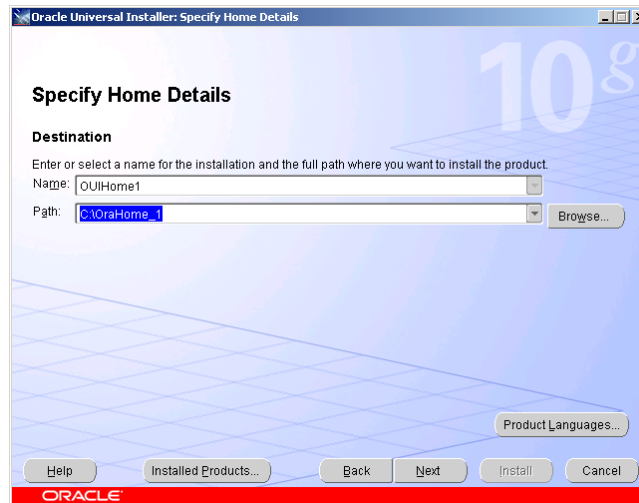 Oracle Universal Installer: Specify Home Details
10g
Specify Home Details
Destination
Enter or select a name for the installation and the full path where you want to install the product.
Name: OUIHome1
Path: C:\OraHome_1 Browse...
Product Languages...
Help Installed Products... Back Next Install Cancel
ORACLE